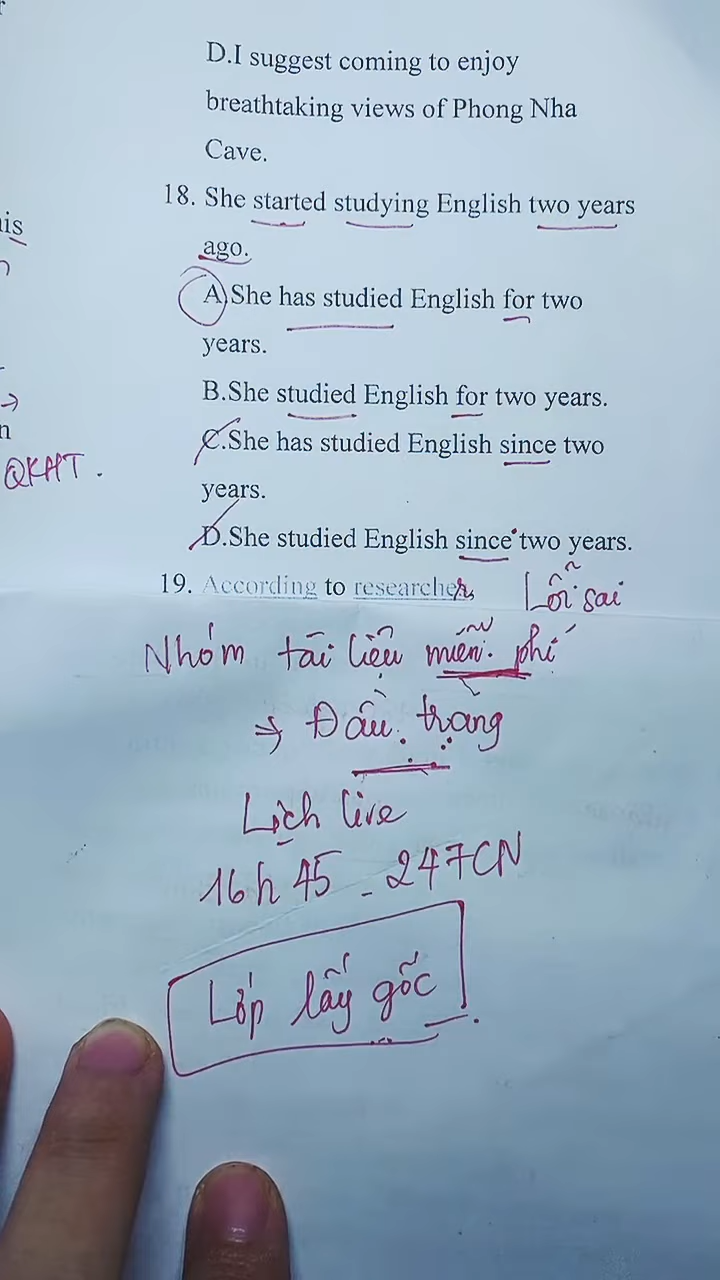 D.I suggest coming to enjoy
breathtaking views of Phong Nha
Cave.
18. She started studying English two years
ago.
A.She has studied English for two
years.
B.She studied English for two years.
C.She has studied English since two
years.
D.She studied English since two years.
19. According to researcher
Lỗi sai
Nhóm tài liệu miễn phí
⇒ Đầu trang
Lịch live
16h45 - 247CN
Lớp lấy gốc
is
n
QKHT.